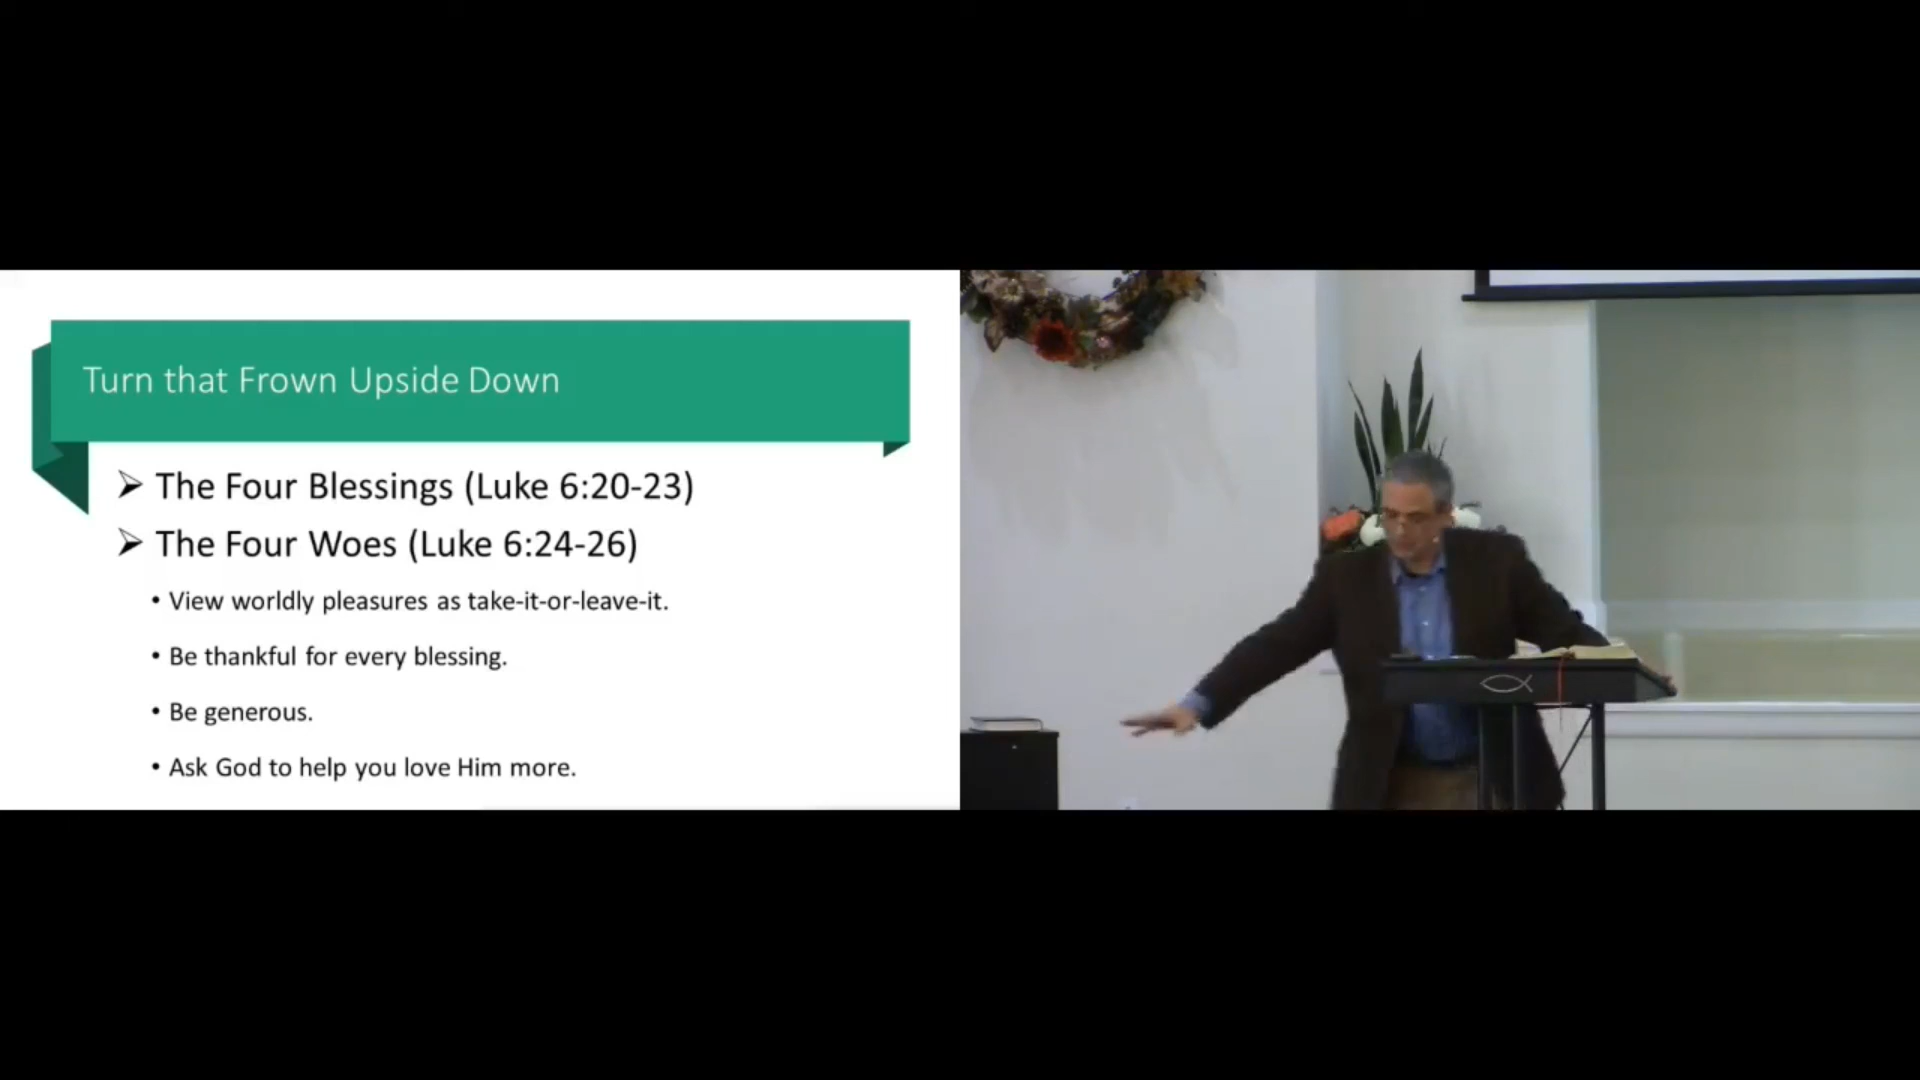 Turn that Frown Upside Down
➢ The Four Blessings (Luke 6:20-23)
➢ The Four Woes (Luke 6:24-26)
• View worldly pleasures as take-it-or-leave-it.
• Be thankful for every blessing.
• Be generous.
• Ask God to help you love Him more.